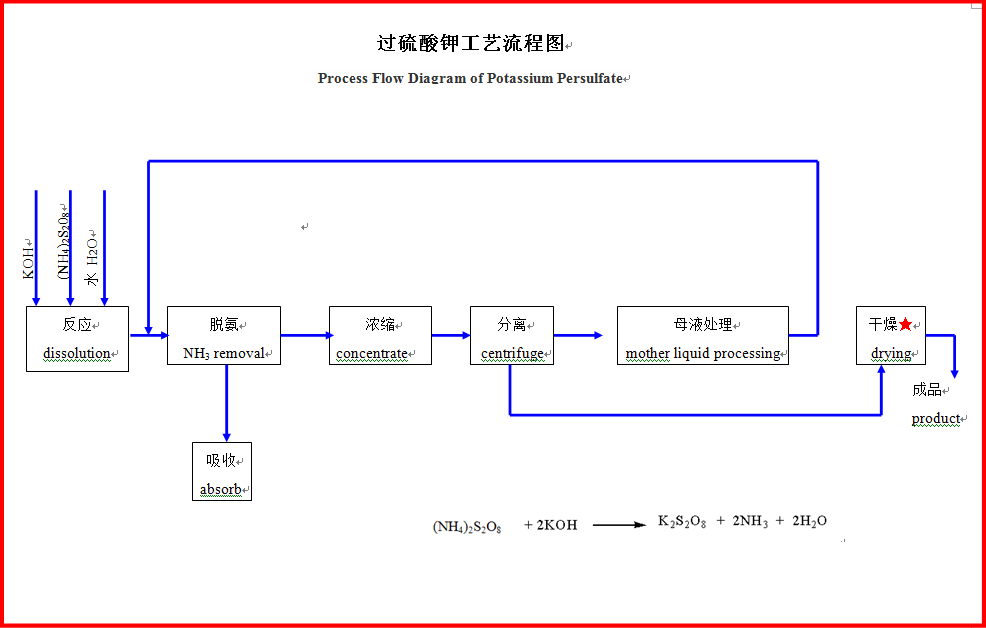 过硫酸钾工艺流程图
Process Flow Diagram of Potassium Persulfate
KOH
(NH4)2S2O8
水 H2O
反应
dissolution
脱氨
NH3 removal
浓缩
concentrate
分离
centrifuge
母液处理
mother liquid processing
干燥★
drying
成品
product
吸收
absorb
(NH4)2S2O8 + 2KOH ⟶ K2S2O8 + 2NH3 + 2H2O